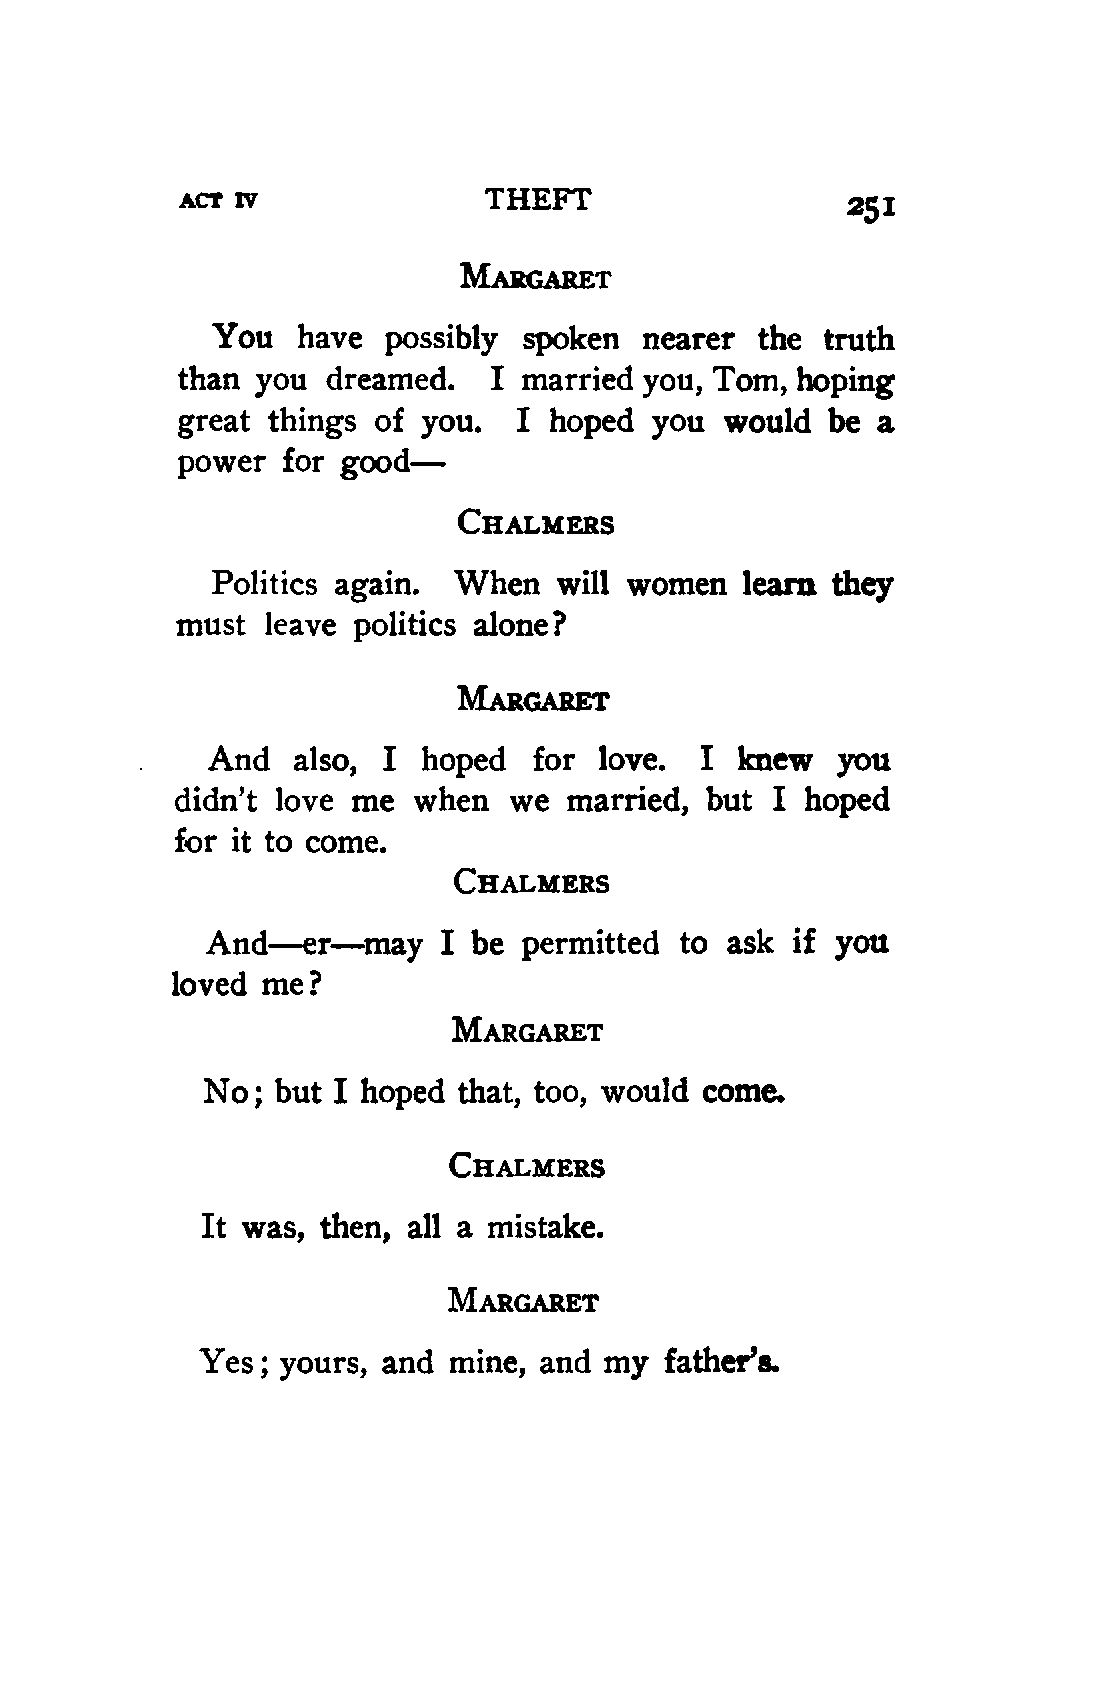 ACT IV THEFT 251
MARGARET
You have possibly spoken nearer the truth
than you dreamed. I married you, Tom, hoping
great things of you. I hoped you would be a
power for good—
CHALMERS
Politics again. When will women learn they
must leave politics alone?
MARGARET
And also, I hoped for love. I knew you
didn't love me when we married, but I hoped
for it to come.
CHALMERS
And—er—may I be permitted to ask if you
loved me?
MARGARET
No; but I hoped that, too, would come.
CHALMERS
It was, then, all a mistake.
MARGARET
Yes; yours, and mine, and my father's.